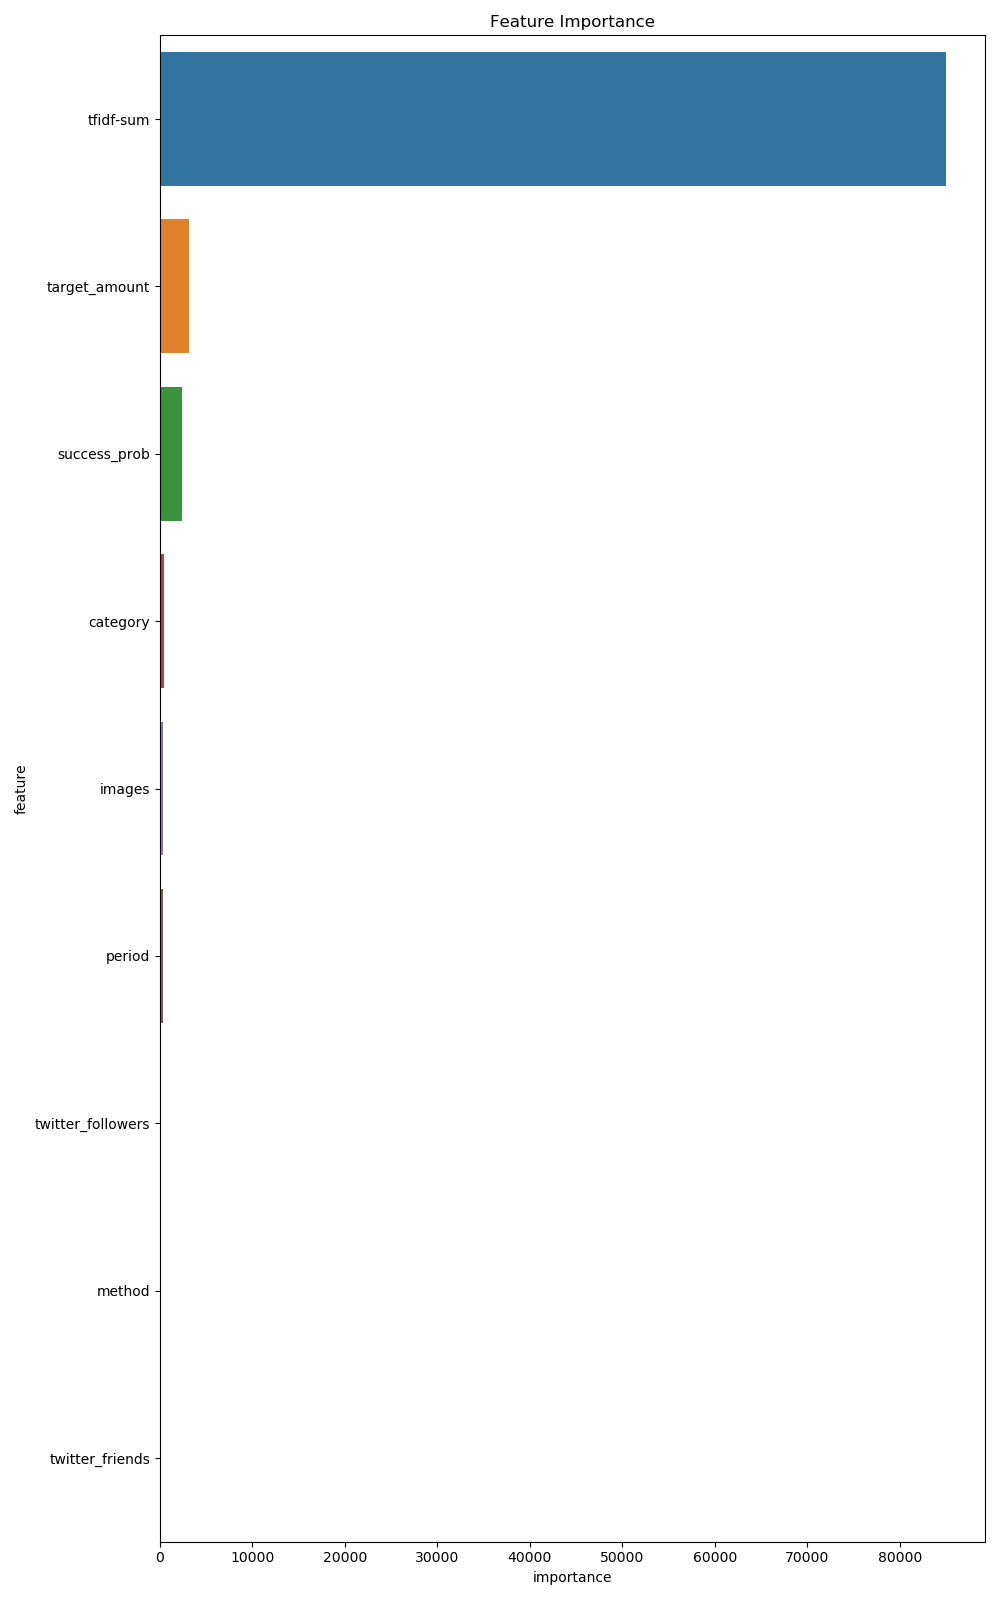 Feature Importance
tfidf-sum
target_amount
success_prob
category
images
period
twitter_followers
method
twitter_friends
feature
0 10000 20000 30000 40000 50000 60000 70000 80000
importance